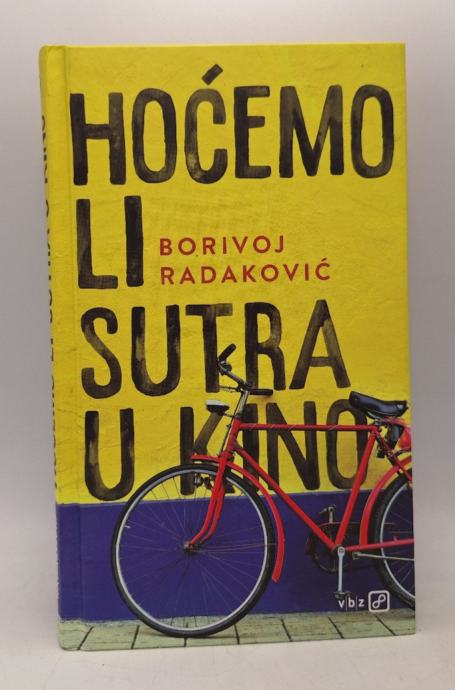 HOĆEMO
LI
BORIVOJ
RADAKOVIĆ
SUTRA
U KINO
vbz